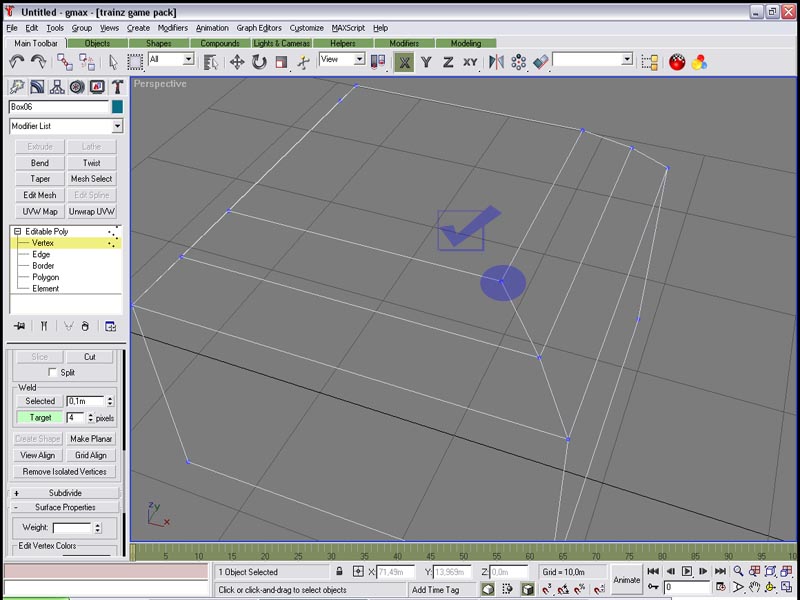 Untitled - gmax - [trainz game pack]
File Edit Tools Group Views Create Modifiers Animation Graph Editors Customize MAXScript Help
Main Toolbar Objects Shapes Compounds Lights & Cameras Helpers Modifiers Modeling
All View X Y Z XY
Perspective
Box06
Modifier List
Extrude Lathe
Bend Twist
Taper Mesh Select
Edit Mesh Edit Spline
UVW Map Unwrap UVW
Editable Poly
Vertex
Edge
Border
Polygon
Element
Slice Cut
Split
Weld
Selected 0,1m
Target 4 pixels
Create Shape Make Planar
View Align Grid Align
Remove Isolated Vertices
+ Subdivide
- Surface Properties
Weight:
Edit Vertex Colors
z y x
5 10 15 20 25 30 35 40 45 50 55 60 65 70 75 80 85 90 95 100
1 Object Selected X: 71,49m Y: 13,969m Z: 0,0m Grid = 10,0m
Animate
0
Click or click-and-drag to select objects Add Time Tag